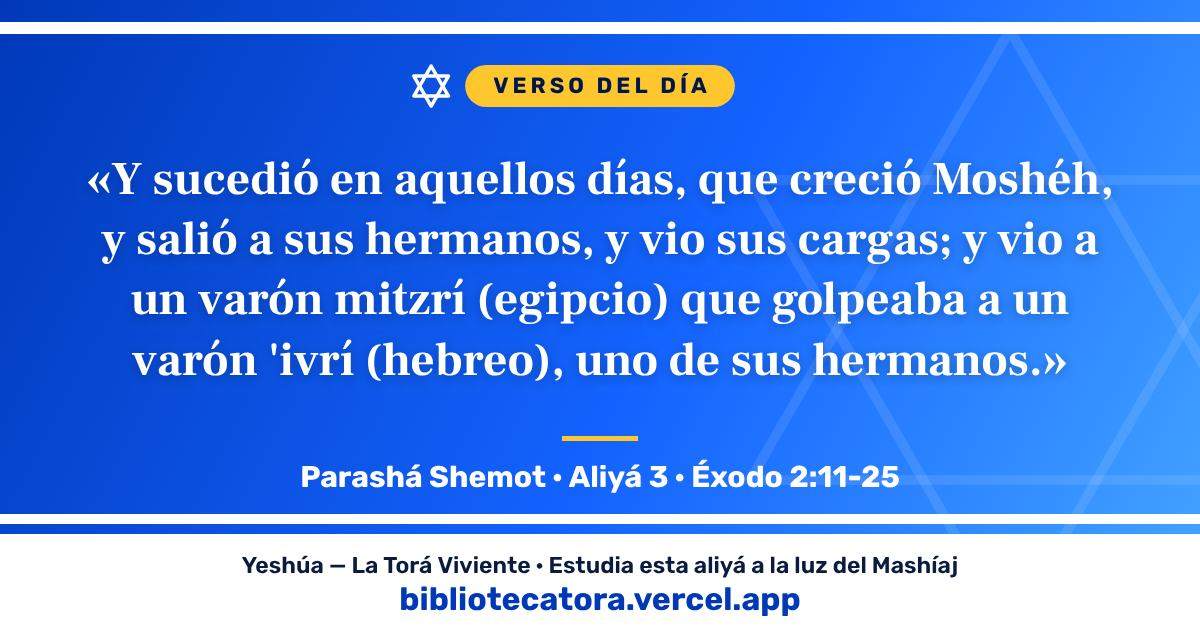 VERSO DEL DÍA
«Y sucedió en aquellos días, que creció Moshéh,
y salió a sus hermanos, y vio sus cargas; y vio a
un varón mitzrí (egipcio) que golpeaba a un
varón 'ivrí (hebreo), uno de sus hermanos.»
Parashá Shemot • Aliyá 3 • Éxodo 2:11-25
Yeshúa — La Torá Viviente • Estudia esta aliyá a la luz del Mashíaj
bibliotecatora.vercel.app